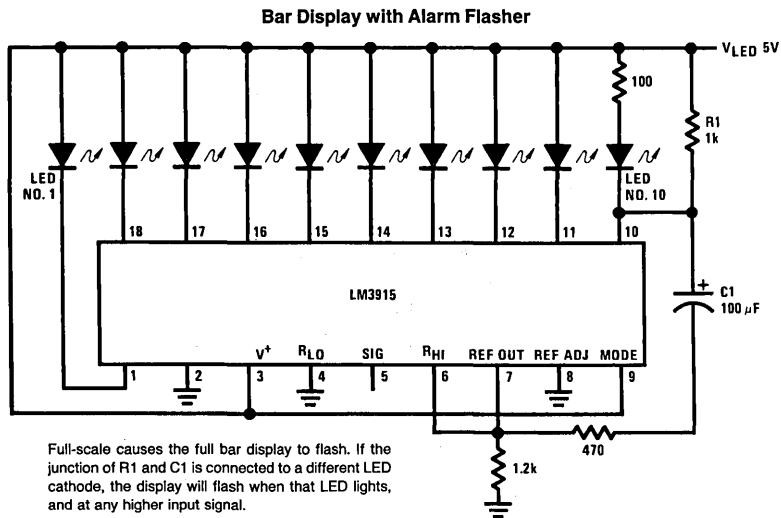 Bar Display with Alarm Flasher
VLED 5V
100
R1
1k
LED
NO. 1
LED
NO. 10
18 17 16 15 14 13 12 11 10
LM3915
C1
100 µF
+
V+ RLO SIG RHI REF OUT REF ADJ MODE
1 2 3 4 5 6 7 8 9
470
1.2k
Full-scale causes the full bar display to flash. If the
junction of R1 and C1 is connected to a different LED
cathode, the display will flash when that LED lights,
and at any higher input signal.